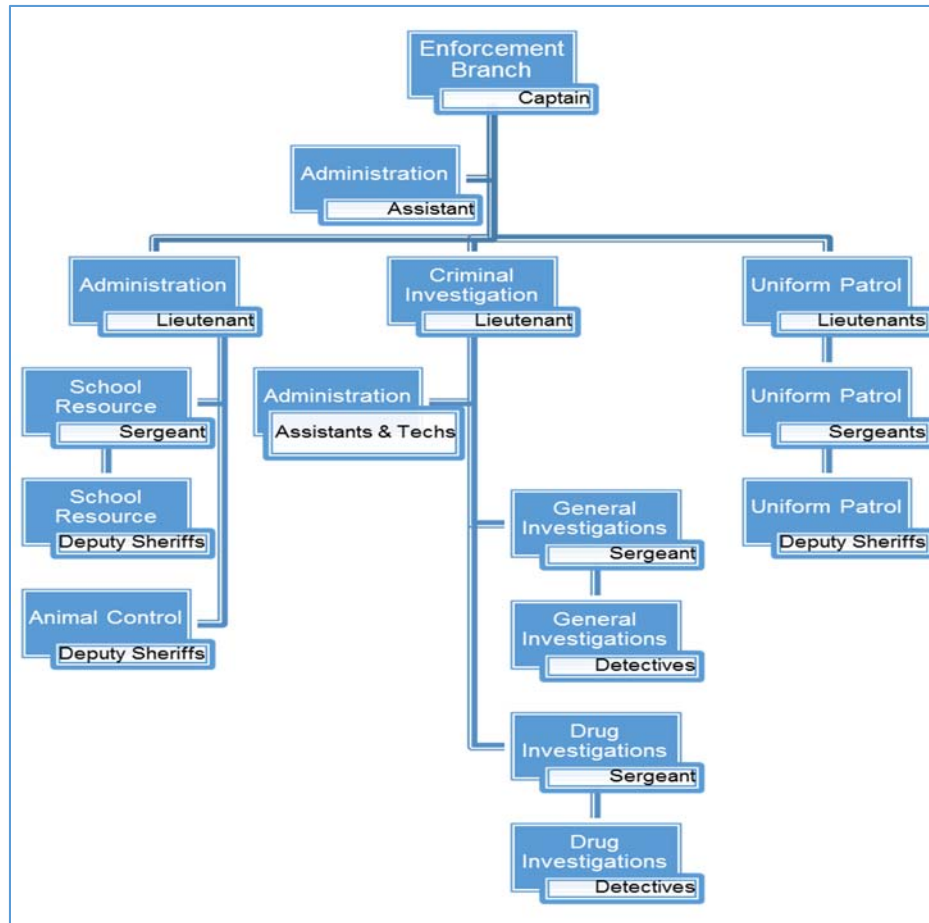 Enforcement
Branch
Captain
Administration
Assistant
Administration
Lieutenant
Criminal
Investigation
Lieutenant
Uniform Patrol
Lieutenants
School
Resource
Sergeant
Administration
Assistants & Techs
Uniform Patrol
Sergeants
School
Resource
Deputy Sheriffs
General
Investigations
Sergeant
Uniform Patrol
Deputy Sheriffs
Animal Control
Deputy Sheriffs
General
Investigations
Detectives
Drug
Investigations
Sergeant
Drug
Investigations
Detectives